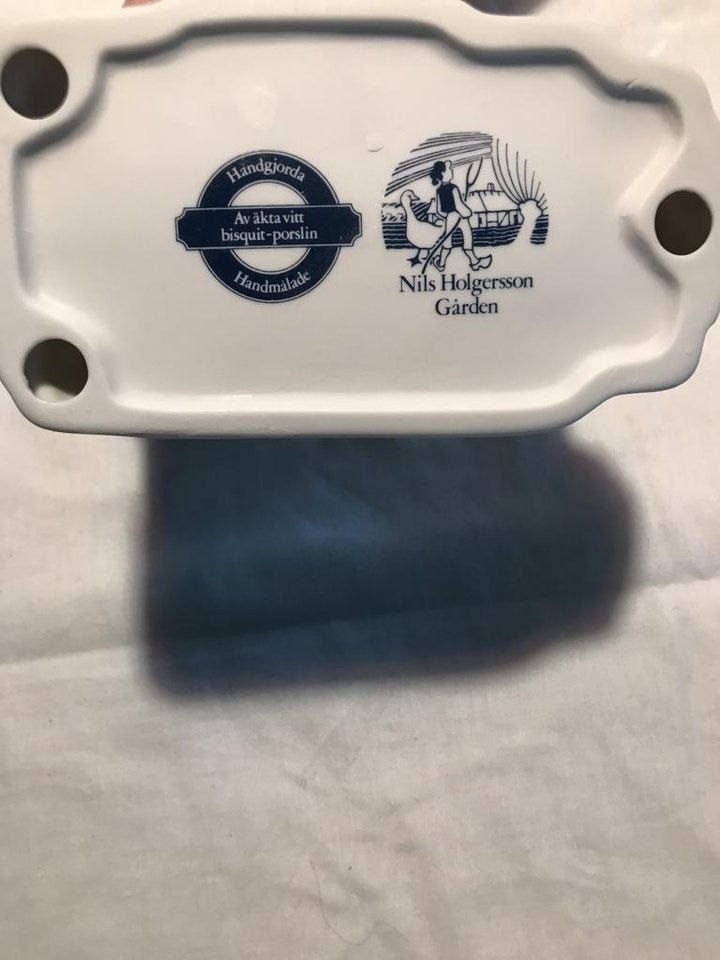 Handgjorda
Av äkta vitt
bisquit-porslin
Handmålade
Nils Holgersson
Gården